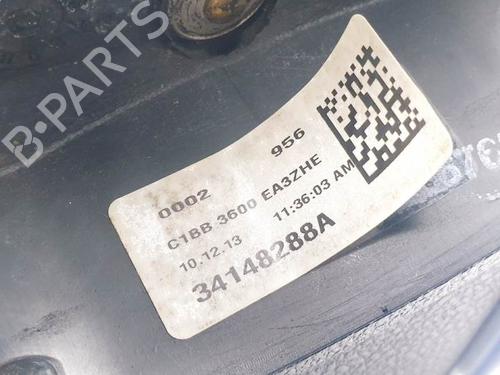 B-PARTS
0002 956
C1BB 3600 EA3ZHE
10.12.13 11:36:03 AM
34148288A